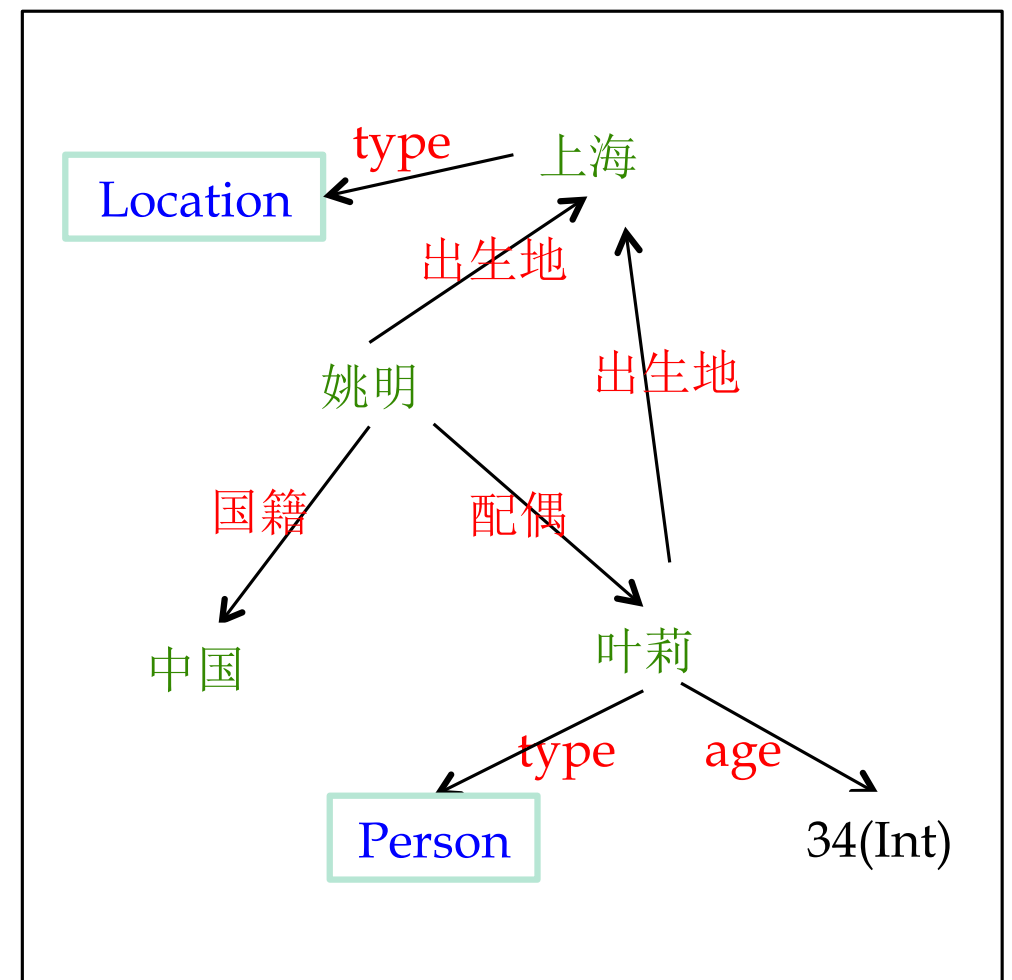 type
上海
Location
出生地
姚明
出生地
国籍
配偶
中国
叶莉
type
age
Person
34(Int)